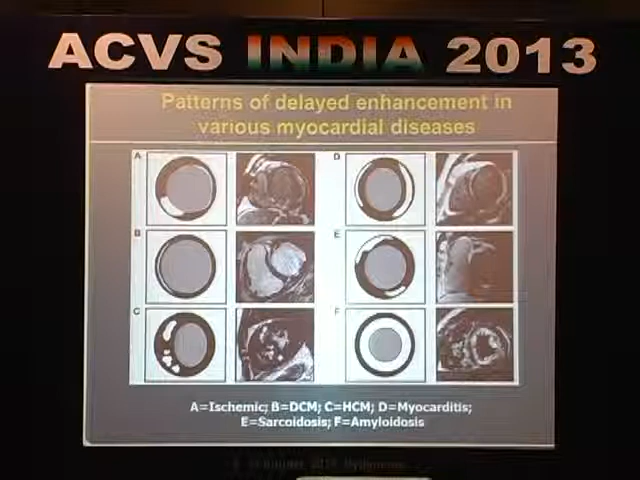 ACVS INDIA 2013
Patterns of delayed enhancement in
various myocardial diseases
A
D
B
E
C
F
A=Ischemic; B=DCM; C=HCM; D=Myocarditis;
E=Sarcoidosis; F=Amyloidosis